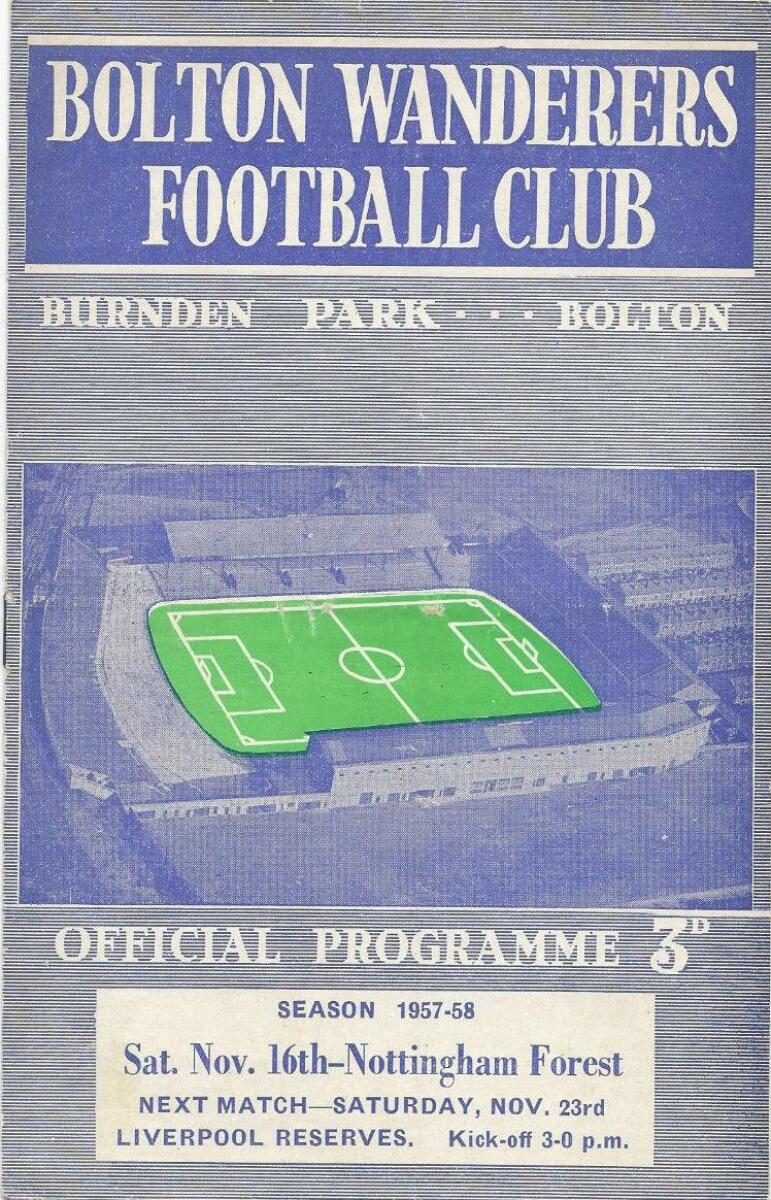 BOLTON WANDERERS
FOOTBALL CLUB
BURNDEN PARK . . . BOLTON
OFFICIAL PROGRAMME 3D
SEASON 1957-58
Sat. Nov. 16th–Nottingham Forest
NEXT MATCH—SATURDAY, NOV. 23rd
LIVERPOOL RESERVES. Kick-off 3-0 p.m.